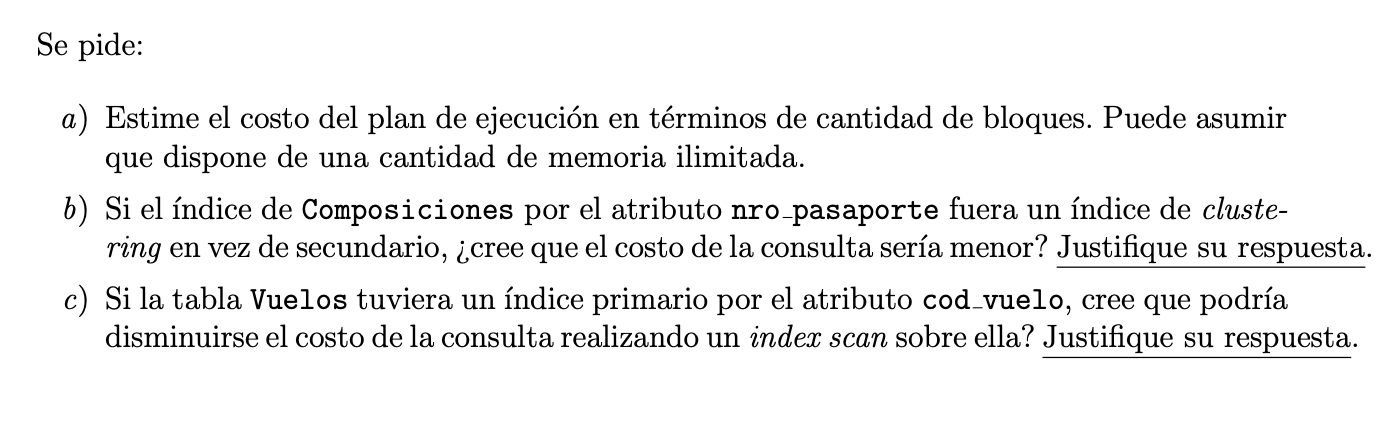 Se pide:
a) Estime el costo del plan de ejecución en términos de cantidad de bloques. Puede asumir
que dispone de una cantidad de memoria ilimitada.
b) Si el índice de Composiciones por el atributo nro_pasaporte fuera un índice de cluste-
ring en vez de secundario, ¿cree que el costo de la consulta sería menor? Justifique su respuesta.
c) Si la tabla Vuelos tuviera un índice primario por el atributo cod_vuelo, cree que podría
disminuirse el costo de la consulta realizando un index scan sobre ella? Justifique su respuesta.